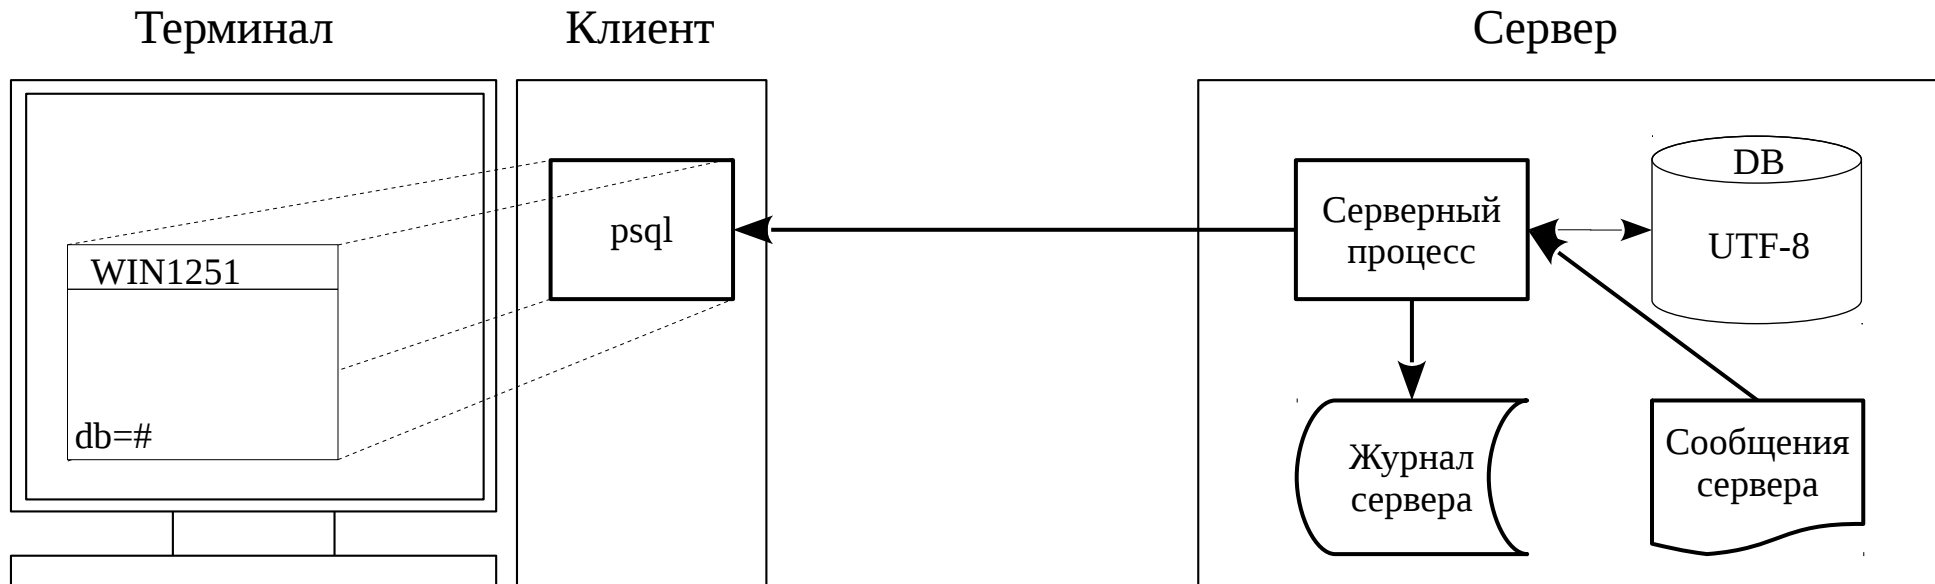 Терминал
Клиент
Сервер
WIN1251
db=#
psql
Серверный
процесс
DB
UTF-8
Журнал
сервера
Сообщения
сервера